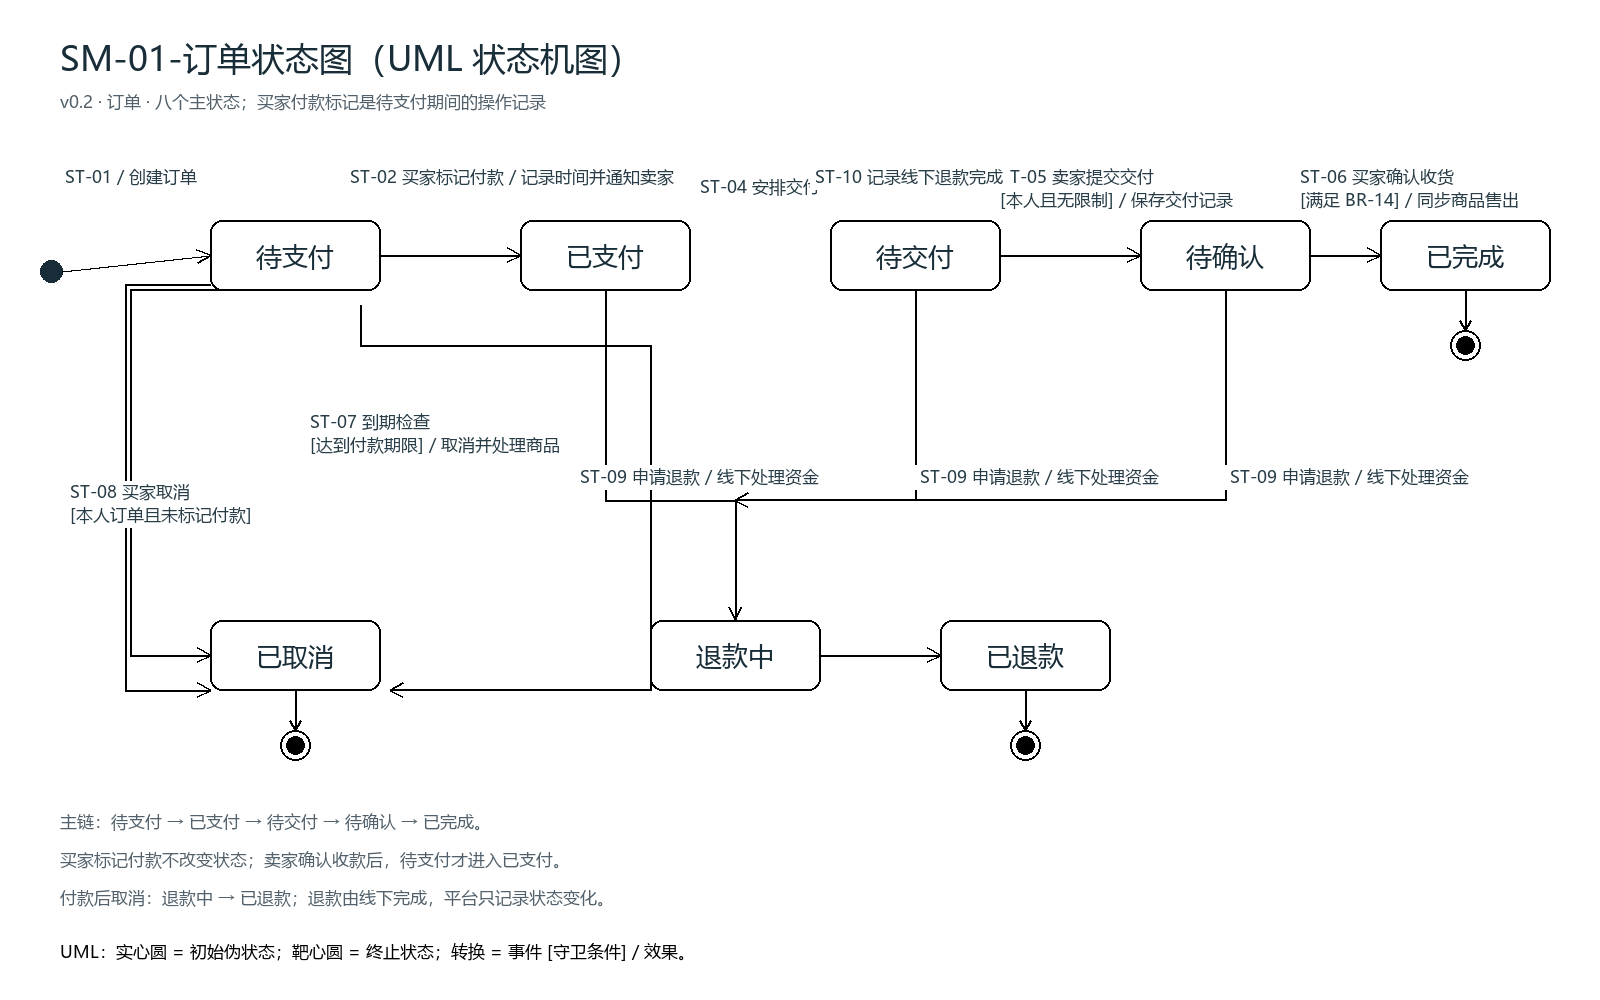 SM-01-订单状态图（UML 状态机图）
v0.2 · 订单 · 八个主状态；买家付款标记是待支付期间的操作记录
ST-01 / 创建订单
ST-02 买家标记付款 / 记录时间并通知卖家
ST-04 安排交付
ST-10 记录线下退款完成
T-05 卖家提交交付
[本人且无限制] / 保存交付记录
ST-06 买家确认收货
[满足 BR-14] / 同步商品售出
待支付
已支付
待交付
待确认
已完成
ST-07 到期检查
[达到付款期限] / 取消并处理商品
ST-09 申请退款 / 线下处理资金
ST-09 申请退款 / 线下处理资金
ST-09 申请退款 / 线下处理资金
ST-08 买家取消
[本人订单且未标记付款]
已取消
退款中
已退款
主链：待支付 → 已支付 → 待交付 → 待确认 → 已完成。
买家标记付款不改变状态；卖家确认收款后，待支付才进入已支付。
付款后取消：退款中 → 已退款；退款由线下完成，平台只记录状态变化。
UML：实心圆 = 初始伪状态；靶心圆 = 终止状态；转换 = 事件 [守卫条件] / 效果。